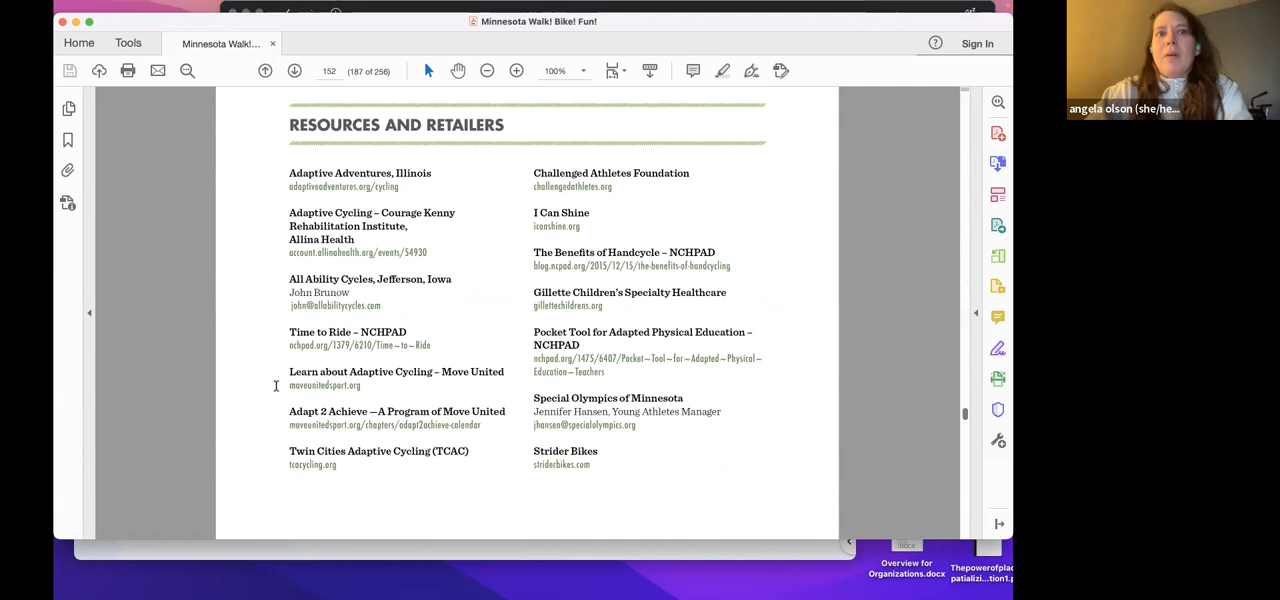 Minnesota Walk! Bike! Fun!
Home
Tools
Minnesota Walk!...
Sign In
152
(187 of 256)
100%
angela olson (she/he...
RESOURCES AND RETAILERS
Adaptive Adventures, Illinois
adaptiveadventures.org/cycling
Adaptive Cycling – Courage Kenny
Rehabilitation Institute,
Allina Health
account.allinahealth.org/events/54930
All Ability Cycles, Jefferson, Iowa
John Brunow
john@allabilitycycles.com
Time to Ride – NCHPAD
nchpad.org/1379/6210/Time~to~Ride
Learn about Adaptive Cycling – Move United
moveunitedsport.org
Adapt 2 Achieve —A Program of Move United
moveunitedsport.org/chapters/adapt2achieve-calendar
Twin Cities Adaptive Cycling (TCAC)
tcacycling.org
Challenged Athletes Foundation
challengedathletes.org
I Can Shine
icanshine.org
The Benefits of Handcycle – NCHPAD
blog.ncpad.org/2015/12/15/the-benefits-of-handcycling
Gillette Children's Specialty Healthcare
gillettechildrens.org
Pocket Tool for Adapted Physical Education –
NCHPAD
nchpad.org/1475/6407/Pocket~Tool~for~Adapted~Physical~
Education~Teachers
Special Olympics of Minnesota
Jennifer Hansen, Young Athletes Manager
jhansen@specialolympics.org
Strider Bikes
striderbikes.com
DOCX
Overview for
Organizations.docx
Thepowerofplac
patializi...tion1.p